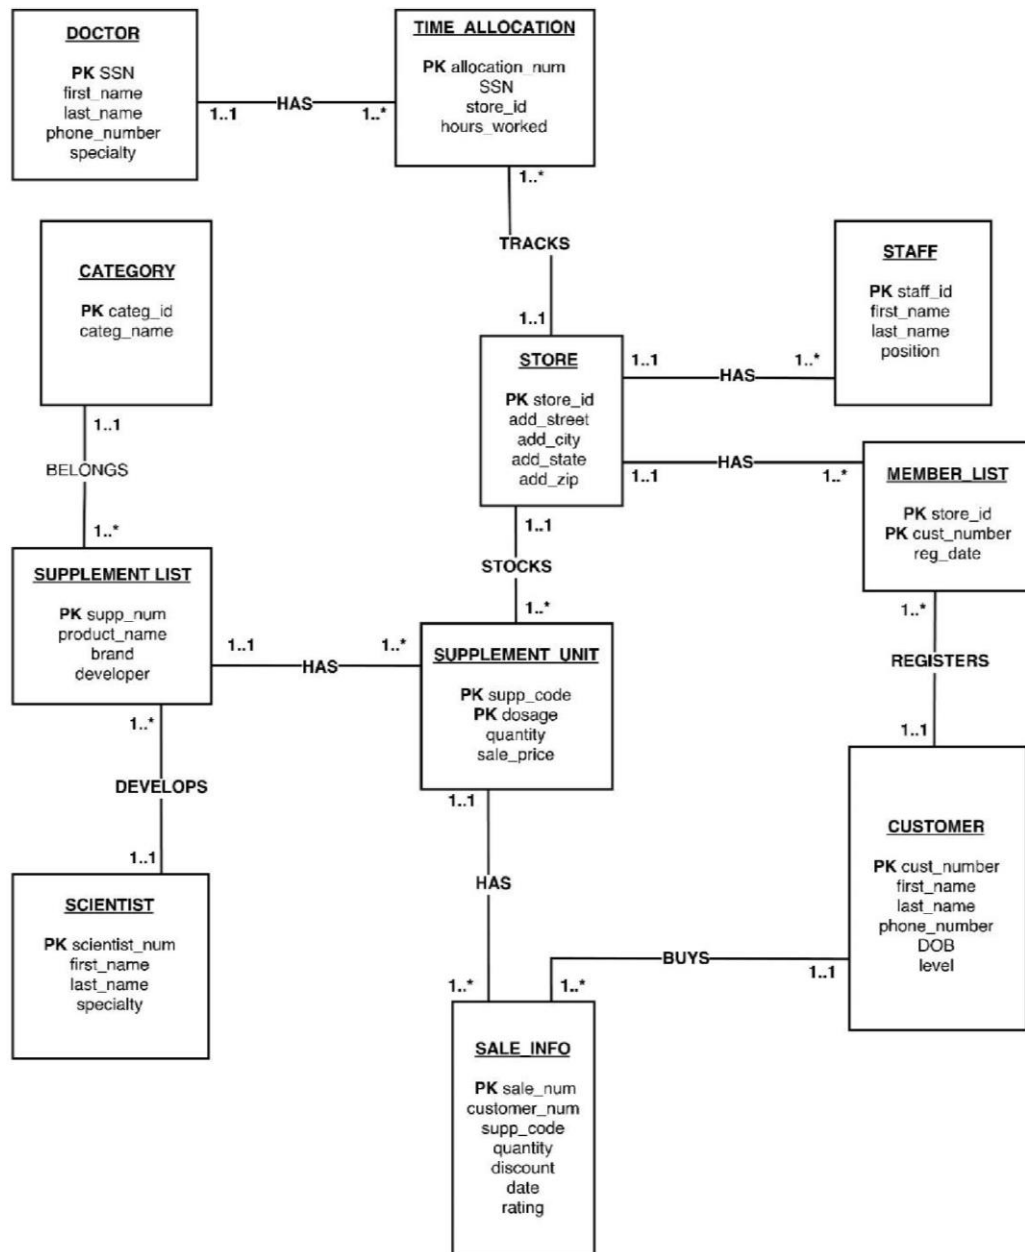 DOCTOR
PK SSN
first_name
last_name
phone_number
specialty
1..1
HAS
1..*
TIME_ALLOCATION
PK allocation_num
SSN
store_id
hours_worked
1..*
TRACKS
1..1
CATEGORY
PK categ_id
categ_name
1..1
BELONGS
1..*
STORE
PK store_id
add_street
add_city
add_state
add_zip
1..1
HAS
1..*
STAFF
PK staff_id
first_name
last_name
position
1..1
HAS
1..*
MEMBER_LIST
PK store_id
PK cust_number
reg_date
1..1
STOCKS
1..*
SUPPLEMENT LIST
PK supp_num
product_name
brand
developer
1..1
HAS
1..*
SUPPLEMENT_UNIT
PK supp_code
PK dosage
quantity
sale_price
1..*
REGISTERS
1..1
1..*
DEVELOPS
1..1
SCIENTIST
PK scientist_num
first_name
last_name
specialty
1..1
HAS
1..*
CUSTOMER
PK cust_number
first_name
last_name
phone_number
DOB
level
BUYS
1..1
1..*
SALE_INFO
PK sale_num
customer_num
supp_code
quantity
discount
date
rating